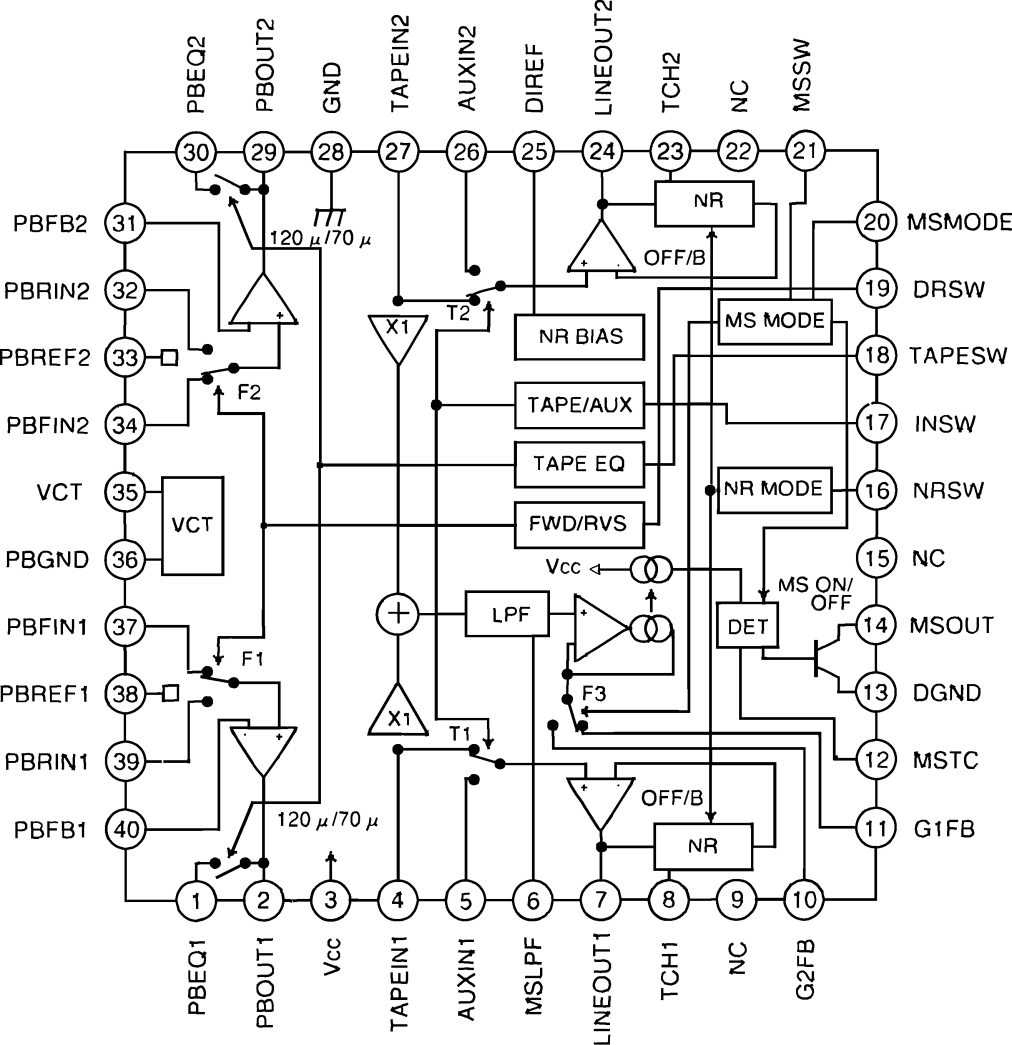 PBEQ2
PBOUT2
GND
TAPEIN2
AUXIN2
DIREF
LINEOUT2
TCH2
NC
MSSW
30
29
28
27
26
25
24
23
22
21
NR
PBFB2
31
120 μ/70 μ
OFF/B
20
MSMODE
PBRIN2
32
+
-
+
-
19
DRSW
T2
X1
NR BIAS
MS MODE
PBREF2
33
18
TAPESW
F2
PBFIN2
34
TAPE/AUX
17
INSW
VCT
35
TAPE EQ
NR MODE
16
NRSW
VCT
FWD/RVS
PBGND
36
15
NC
Vcc
MS ON/
OFF
PBFIN1
37
+
LPF
+
-
DET
14
MSOUT
F1
PBREF1
38
F3
13
DGND
X1
T1
PBRIN1
39
-
+
12
MSTC
+
-
PBFB1
40
120 μ/70 μ
OFF/B
11
G1FB
NR
1
2
3
4
5
6
7
8
9
10
PBEQ1
PBOUT1
Vcc
TAPEIN1
AUXIN1
MSLPF
LINEOUT1
TCH1
NC
G2FB